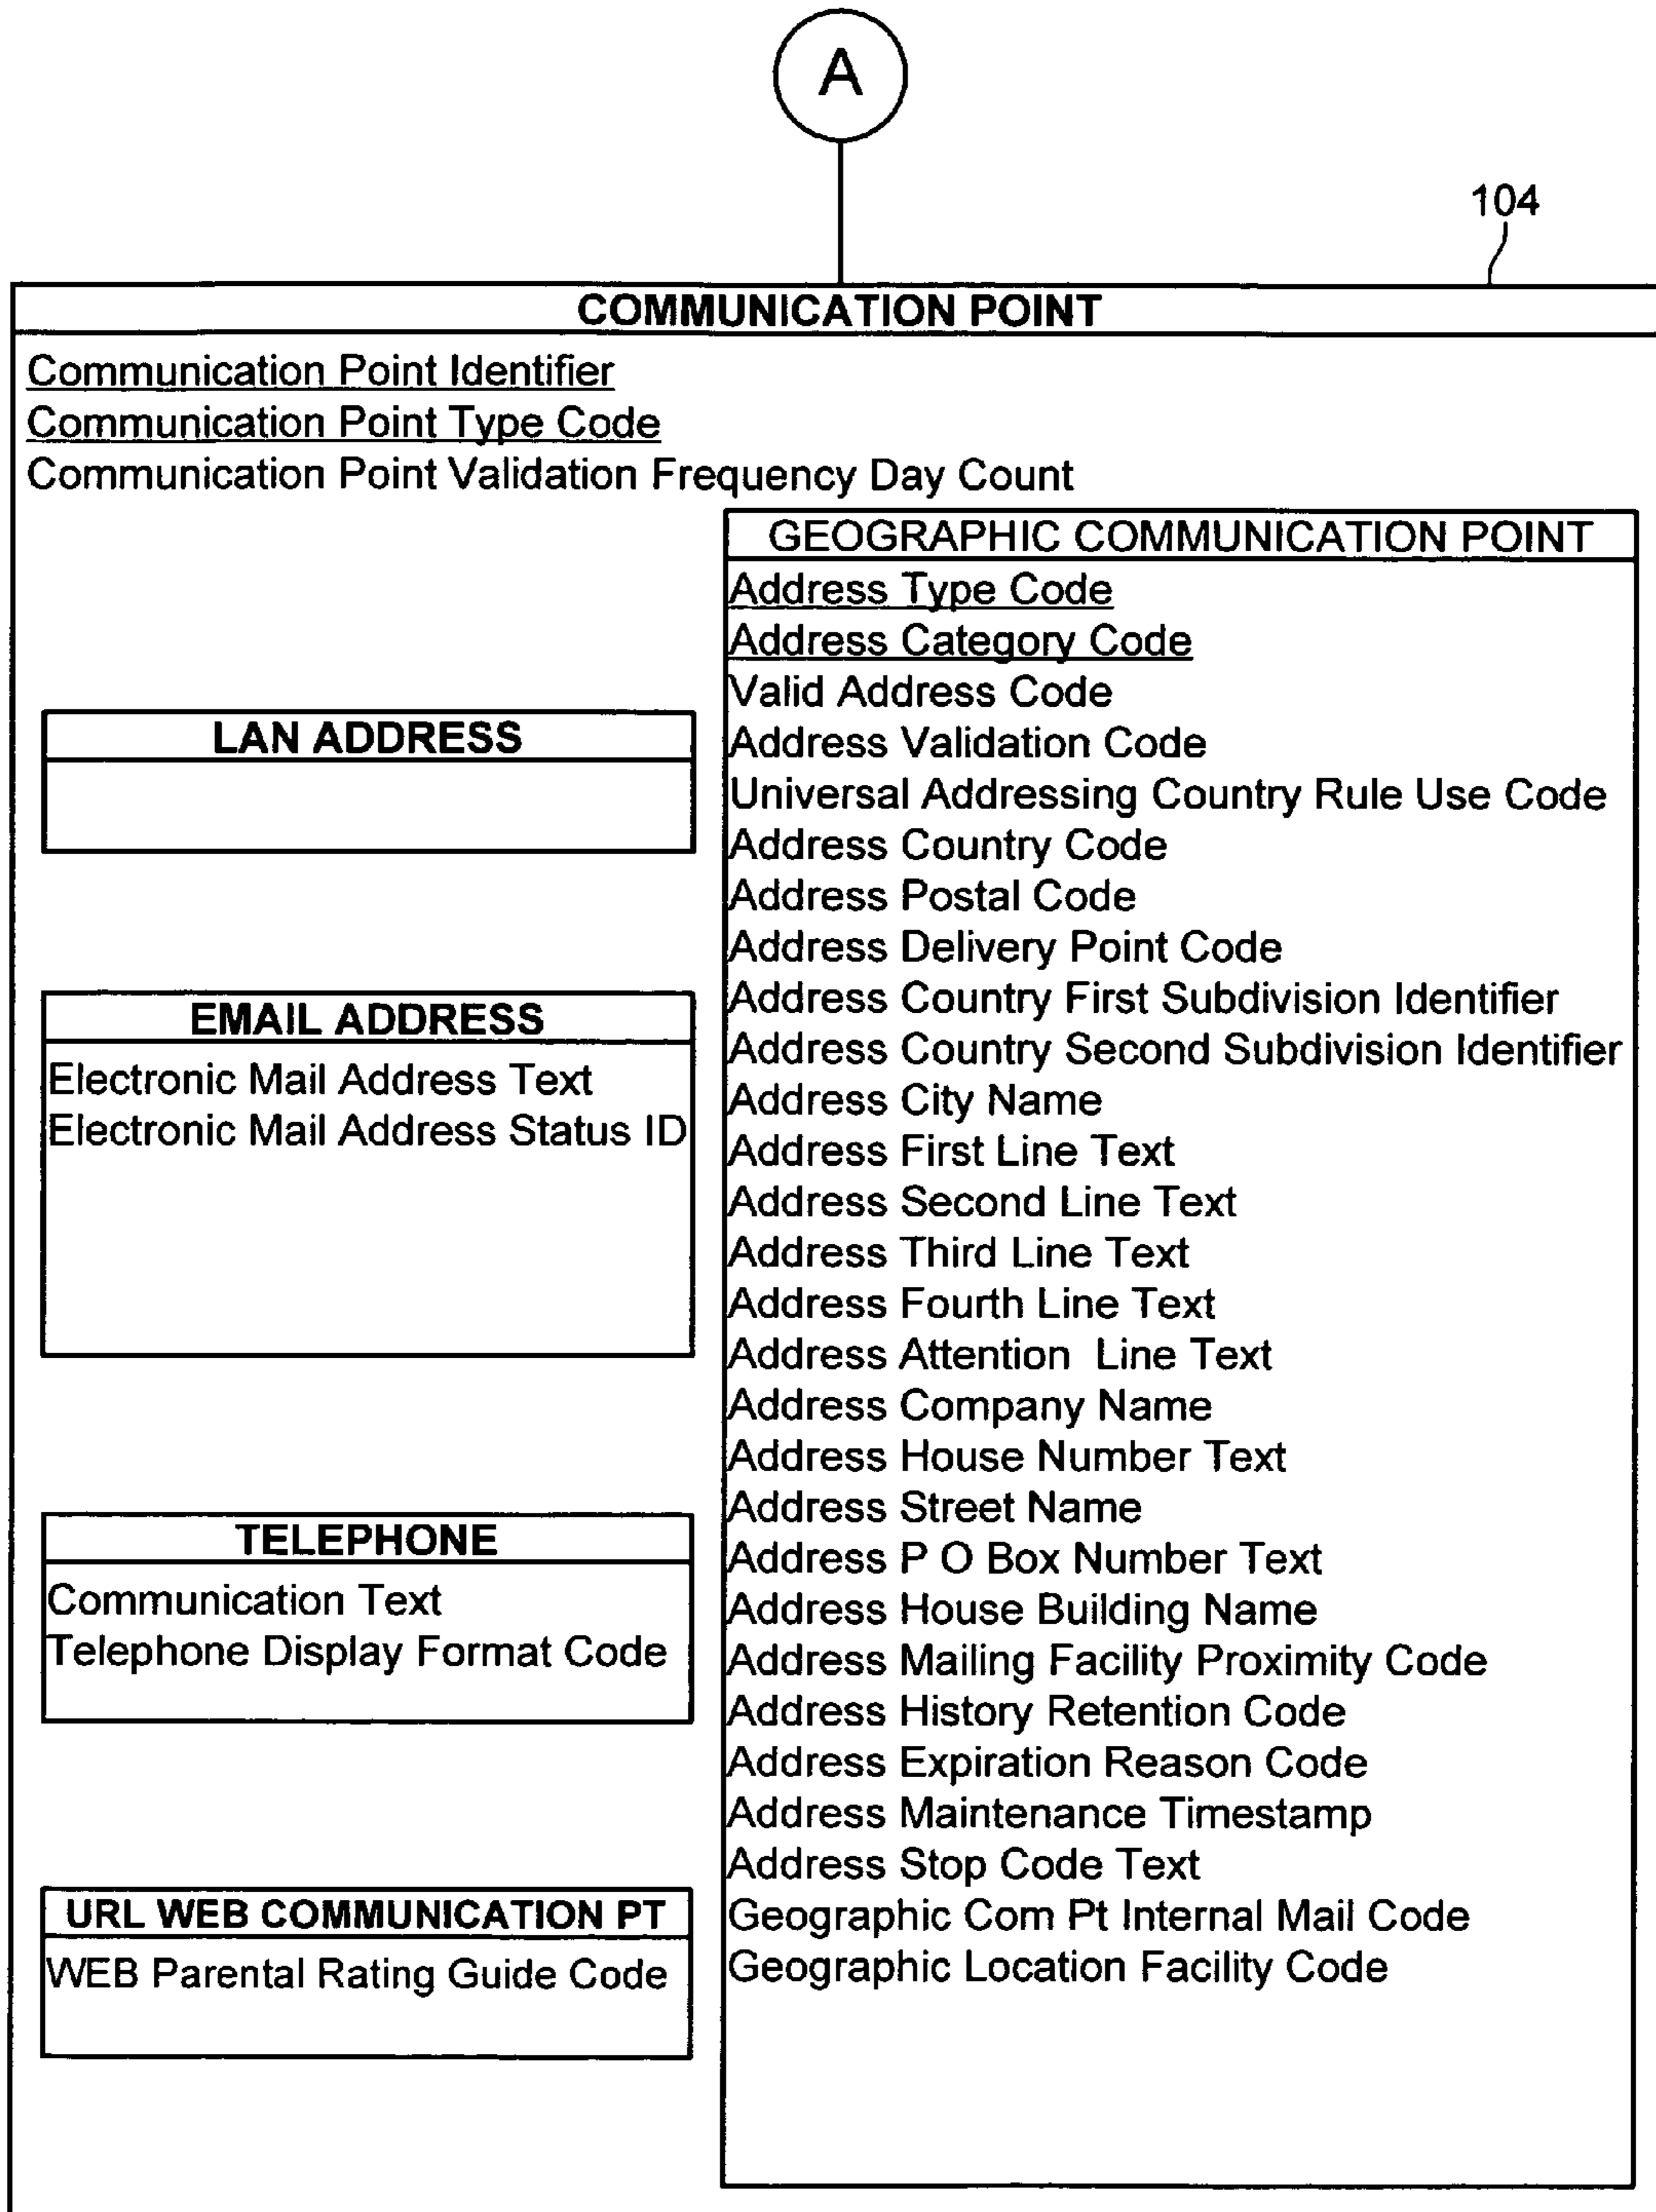 A
104
COMMUNICATION POINT
Communication Point Identifier
Communication Point Type Code
Communication Point Validation Frequency Day Count
LAN ADDRESS
EMAIL ADDRESS
Electronic Mail Address Text
Electronic Mail Address Status ID
TELEPHONE
Communication Text
Telephone Display Format Code
URL WEB COMMUNICATION PT
WEB Parental Rating Guide Code
GEOGRAPHIC COMMUNICATION POINT
Address Type Code
Address Category Code
Valid Address Code
Address Validation Code
Universal Addressing Country Rule Use Code
Address Country Code
Address Postal Code
Address Delivery Point Code
Address Country First Subdivision Identifier
Address Country Second Subdivision Identifier
Address City Name
Address First Line Text
Address Second Line Text
Address Third Line Text
Address Fourth Line Text
Address Attention Line Text
Address Company Name
Address House Number Text
Address Street Name
Address P O Box Number Text
Address House Building Name
Address Mailing Facility Proximity Code
Address History Retention Code
Address Expiration Reason Code
Address Maintenance Timestamp
Address Stop Code Text
Geographic Com Pt Internal Mail Code
Geographic Location Facility Code